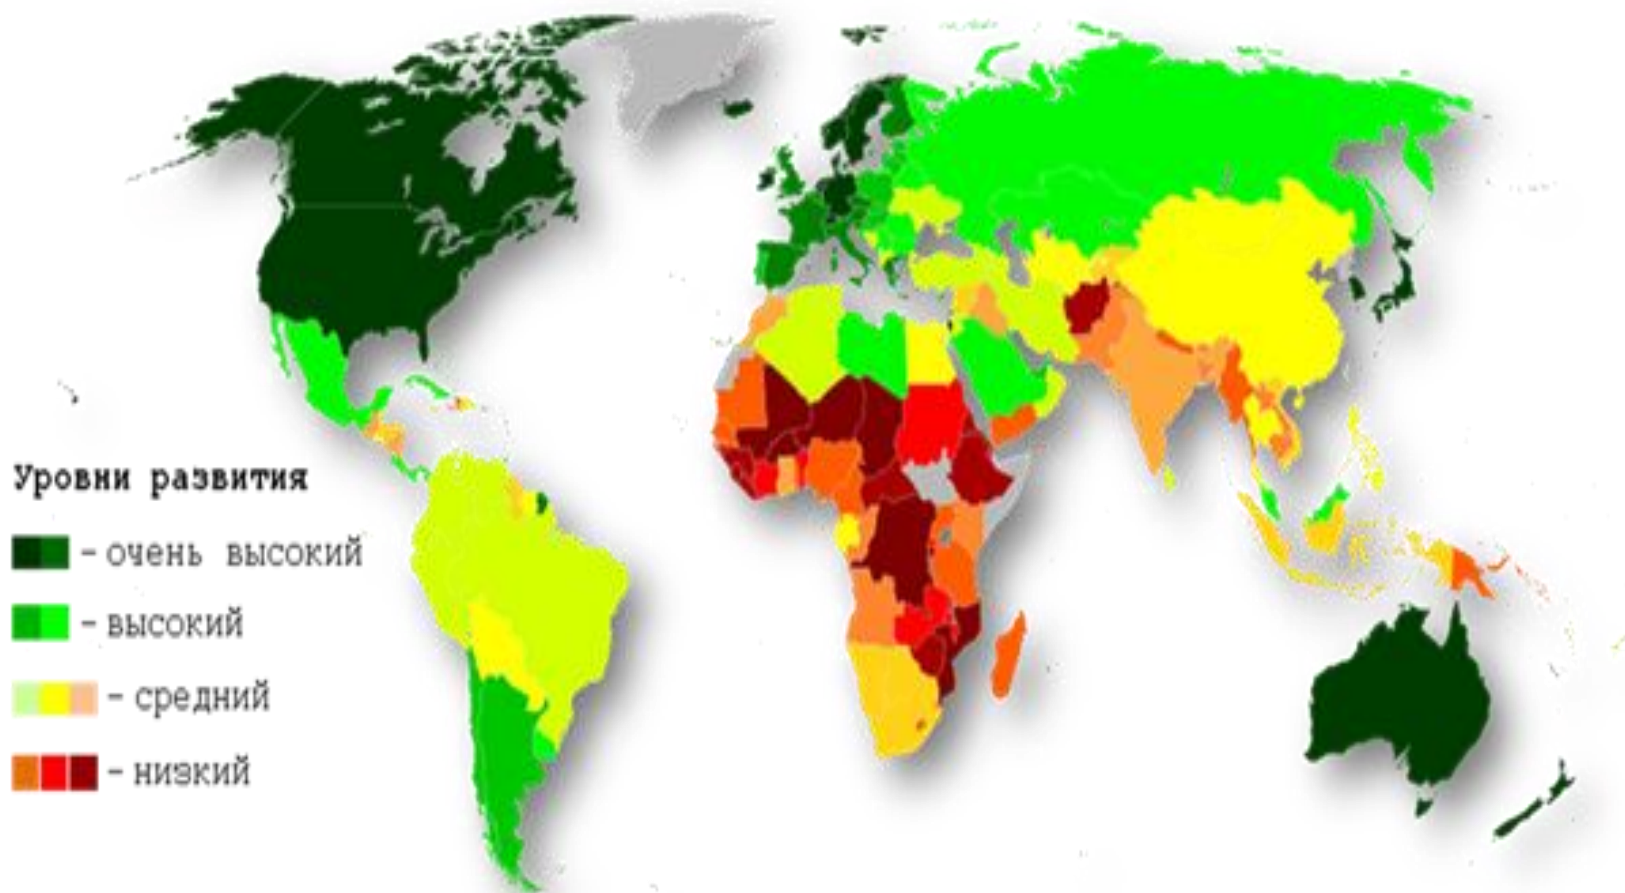 Уровни развития
- очень высокий
- высокий
- средний
- низкий